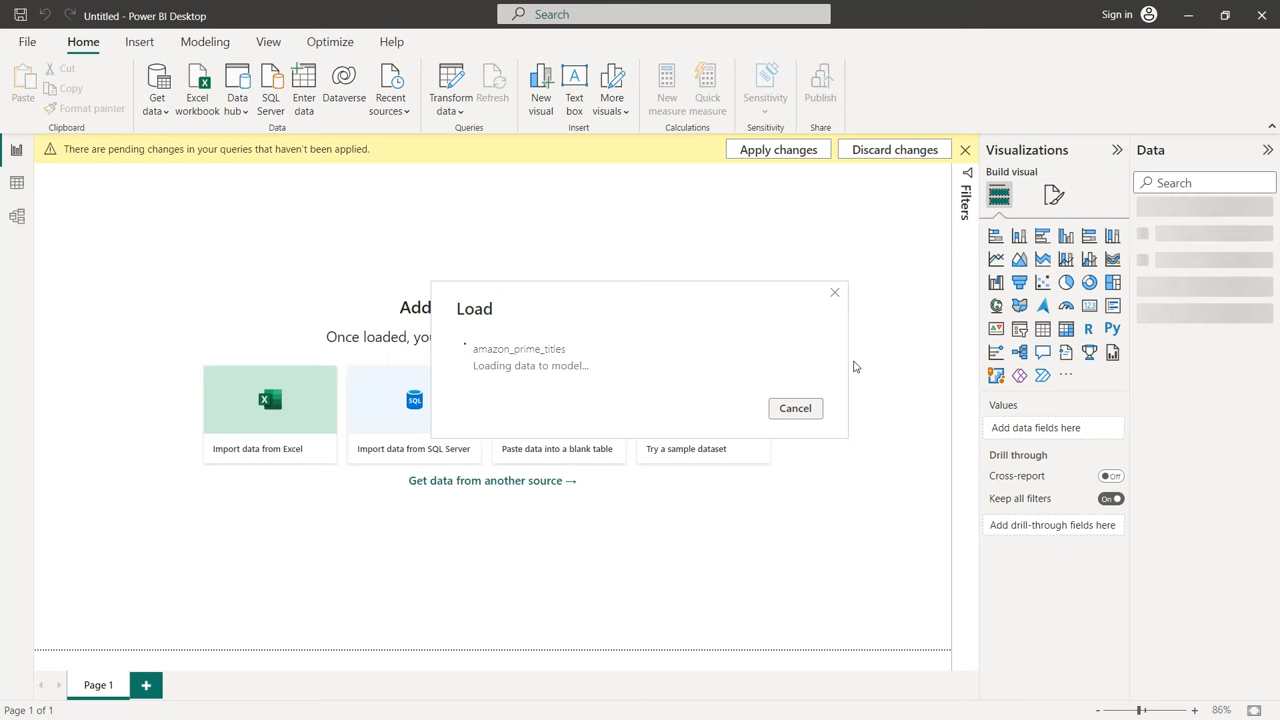 Untitled - Power BI Desktop
Search
Sign in
File
Home
Insert
Modeling
View
Optimize
Help
Paste
Cut
Copy
Format painter
Clipboard
Get data
Excel workbook
Data hub
SQL Server
Enter data
Dataverse
Recent sources
Data
Transform data
Refresh
Queries
New visual
Text box
More visuals
Insert
New measure
Quick measure
Calculations
Sensitivity
Sensitivity
Publish
Share
There are pending changes in your queries that haven't been applied.
Apply changes
Discard changes
Filters
Visualizations
Build visual
Data
Search
Add
Once loaded, you
Load
amazon_prime_titles
Loading data to model...
Cancel
SQL
Import data from Excel
Import data from SQL Server
Paste data into a blank table
Try a sample dataset
Get data from another source →
R
Py
123
Values
Add data fields here
Drill through
Cross-report
Off
Keep all filters
On
Add drill-through fields here
Page 1
Page 1 of 1
86%